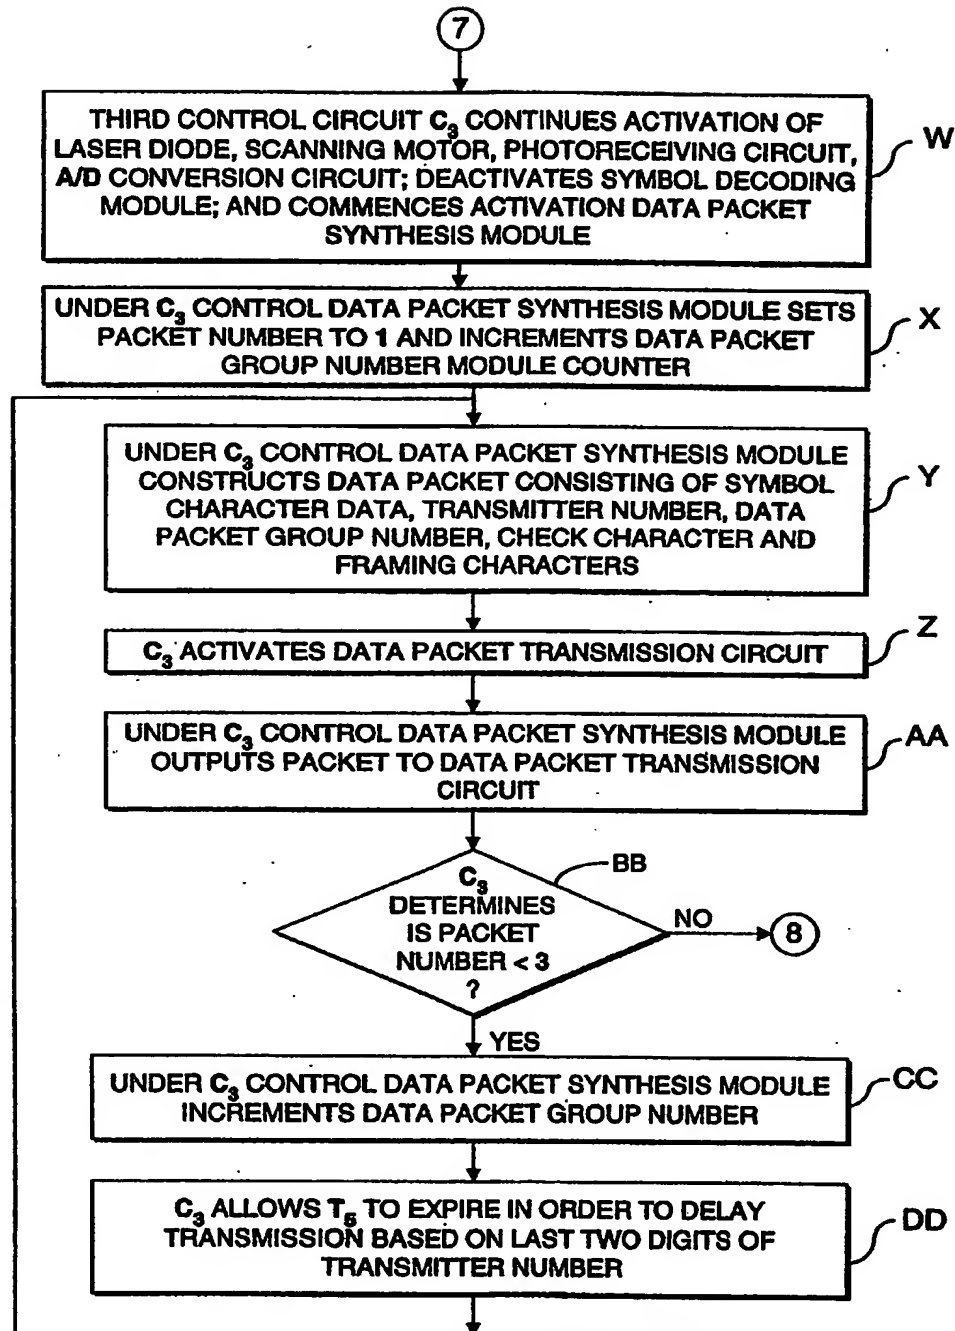 7
THIRD CONTROL CIRCUIT C3 CONTINUES ACTIVATION OF
LASER DIODE, SCANNING MOTOR, PHOTORECEIVING CIRCUIT,
A/D CONVERSION CIRCUIT; DEACTIVATES SYMBOL DECODING
MODULE; AND COMMENCES ACTIVATION DATA PACKET
SYNTHESIS MODULE
W
UNDER C3 CONTROL DATA PACKET SYNTHESIS MODULE SETS
PACKET NUMBER TO 1 AND INCREMENTS DATA PACKET
GROUP NUMBER MODULE COUNTER
X
UNDER C3 CONTROL DATA PACKET SYNTHESIS MODULE
CONSTRUCTS DATA PACKET CONSISTING OF SYMBOL
CHARACTER DATA, TRANSMITTER NUMBER, DATA
PACKET GROUP NUMBER, CHECK CHARACTER AND
FRAMING CHARACTERS
Y
C3 ACTIVATES DATA PACKET TRANSMISSION CIRCUIT
Z
UNDER C3 CONTROL DATA PACKET SYNTHESIS MODULE
OUTPUTS PACKET TO DATA PACKET TRANSMISSION
CIRCUIT
AA
C3
DETERMINES
IS PACKET
NUMBER < 3
?
BB
NO
8
YES
UNDER C3 CONTROL DATA PACKET SYNTHESIS MODULE
INCREMENTS DATA PACKET GROUP NUMBER
CC
C3 ALLOWS T5 TO EXPIRE IN ORDER TO DELAY
TRANSMISSION BASED ON LAST TWO DIGITS OF
TRANSMITTER NUMBER
DD